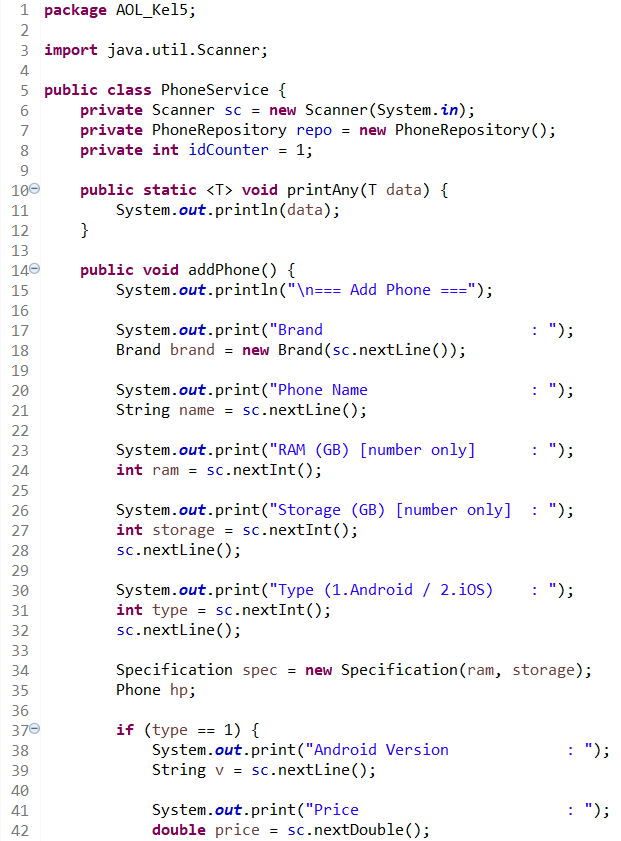 1 package AOL_Kel5;
2
3 import java.util.Scanner;
4
5 public class PhoneService {
6     private Scanner sc = new Scanner(System.in);
7     private PhoneRepository repo = new PhoneRepository();
8     private int idCounter = 1;
9
10     public static <T> void printAny(T data) {
11         System.out.println(data);
12     }
13
14     public void addPhone() {
15         System.out.println("\n=== Add Phone ===");
16
17         System.out.print("Brand                       : ");
18         Brand brand = new Brand(sc.nextLine());
19
20         System.out.print("Phone Name                  : ");
21         String name = sc.nextLine();
22
23         System.out.print("RAM (GB) [number only]      : ");
24         int ram = sc.nextInt();
25
26         System.out.print("Storage (GB) [number only]  : ");
27         int storage = sc.nextInt();
28         sc.nextLine();
29
30         System.out.print("Type (1.Android / 2.iOS)    : ");
31         int type = sc.nextInt();
32         sc.nextLine();
33
34         Specification spec = new Specification(ram, storage);
35         Phone hp;
36
37         if (type == 1) {
38             System.out.print("Android Version             : ");
39             String v = sc.nextLine();
40
41             System.out.print("Price                       : ");
42             double price = sc.nextDouble();